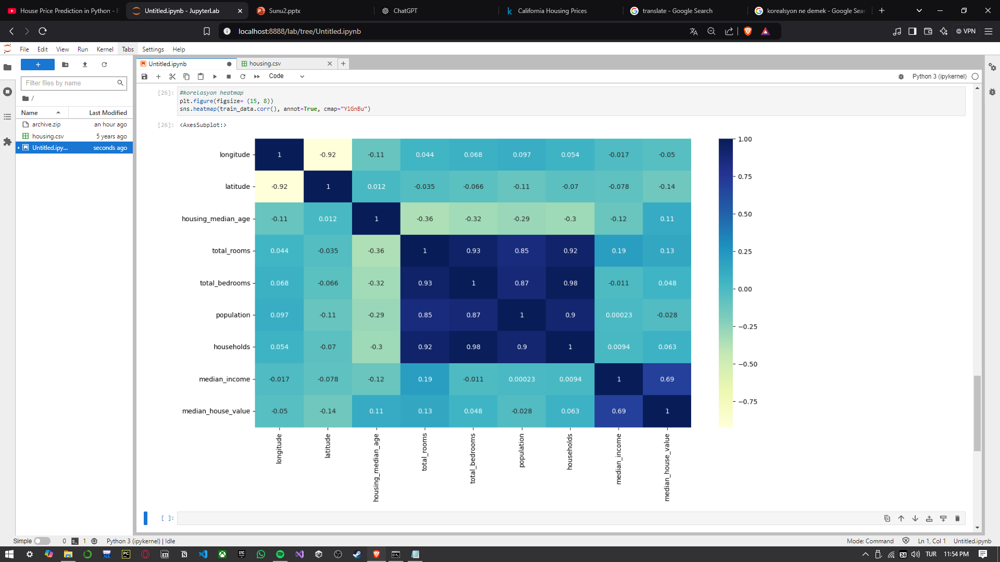 House Price Prediction in Python - F
Untitled.ipynb - JupyterLab
Sunu2.pptx
ChatGPT
California Housing Prices
translate - Google Search
korealsyon ne demek - Google Sear
localhost:8888/lab/tree/Untitled.ipynb
VPN
File Edit View Run Kernel Tabs Settings Help
Untitled.ipynb
housing.csv
Code
Python 3 (ipykernel)
Filter files by name
/
Name Last Modified
archive.zip an hour ago
housing.csv 5 years ago
Untitled.ipy... seconds ago
[26]:
#korelasyon heatmap
plt.figure(figsize= (15, 8))
sns.heatmap(train_data.corr(), annot=True, cmap="YlGnBu")
[26]: <AxesSubplot:>
longitude 1 -0.92 -0.11 0.044 0.068 0.097 0.054 -0.017 -0.05
latitude -0.92 1 0.012 -0.035 -0.066 -0.11 -0.07 -0.078 -0.14
housing_median_age -0.11 0.012 1 -0.36 -0.32 -0.29 -0.3 -0.12 0.11
total_rooms 0.044 -0.035 -0.36 1 0.93 0.85 0.92 0.19 0.13
total_bedrooms 0.068 -0.066 -0.32 0.93 1 0.87 0.98 -0.011 0.048
population 0.097 -0.11 -0.29 0.85 0.87 1 0.9 0.00023 -0.028
households 0.054 -0.07 -0.3 0.92 0.98 0.9 1 0.0094 0.063
median_income -0.017 -0.078 -0.12 0.19 -0.011 0.00023 0.0094 1 0.69
median_house_value -0.05 -0.14 0.11 0.13 0.048 -0.028 0.063 0.69 1
longitude
latitude
housing_median_age
total_rooms
total_bedrooms
population
households
median_income
median_house_value
1.00
0.75
0.50
0.25
0.00
−0.25
−0.50
−0.75
[ ]:
Simple 0 1 Python 3 (ipykernel) | Idle
Mode: Command Ln 1, Col 1 Untitled.ipynb
TUR 11:54 PM